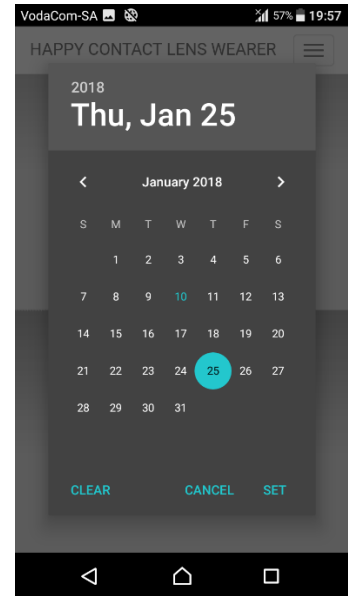 VodaCom-SA 57% 19:57
HAPPY CONTACT LENS WEARER
2018
Thu, Jan 25
January 2018
S M T W T F S
1 2 3 4 5 6
7 8 9 10 11 12 13
14 15 16 17 18 19 20
21 22 23 24 25 26 27
28 29 30 31
CLEAR CANCEL SET